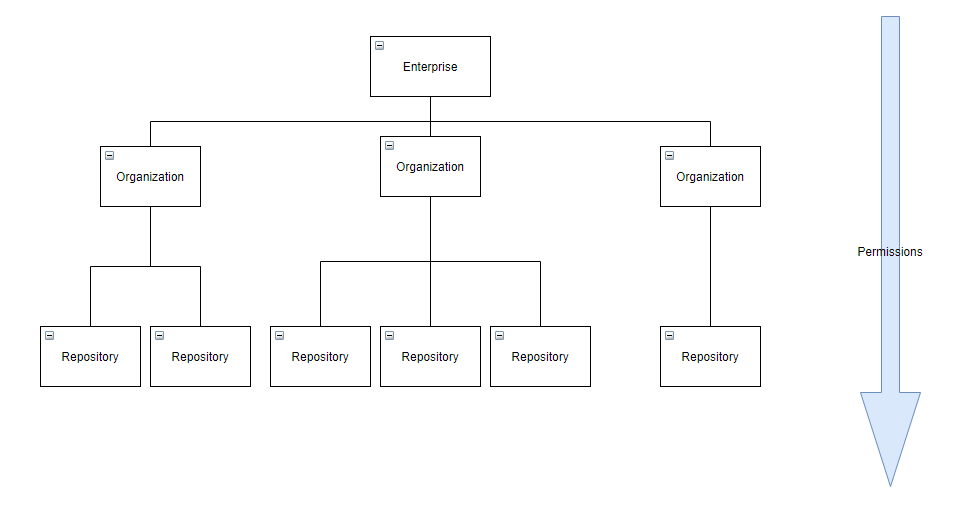 Enterprise
Organization
Organization
Organization
Permissions
Repository
Repository
Repository
Repository
Repository
Repository